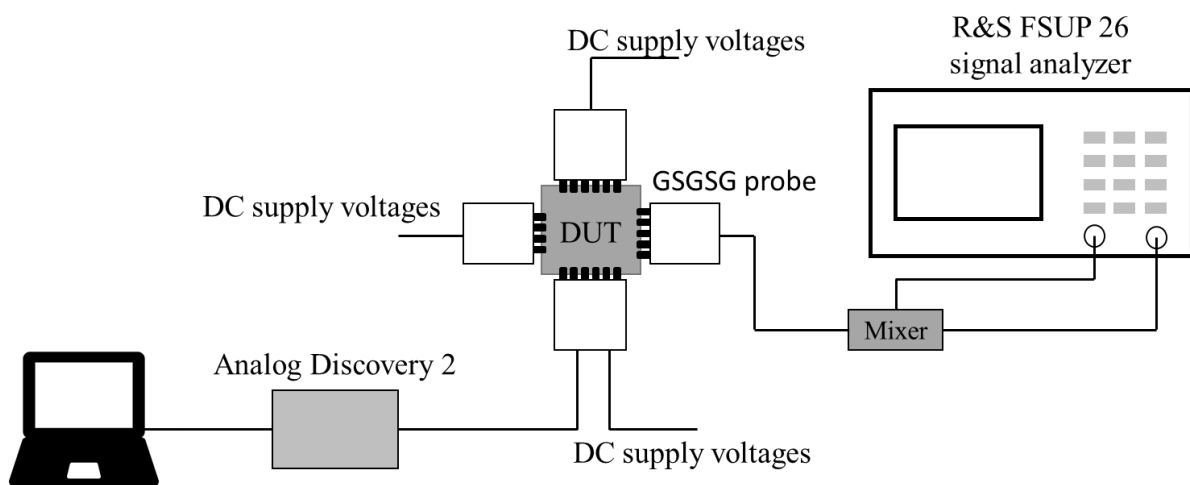 R&S FSUP 26
signal analyzer
DC supply voltages
GSGSG probe
DC supply voltages
DUT
Mixer
Analog Discovery 2
DC supply voltages